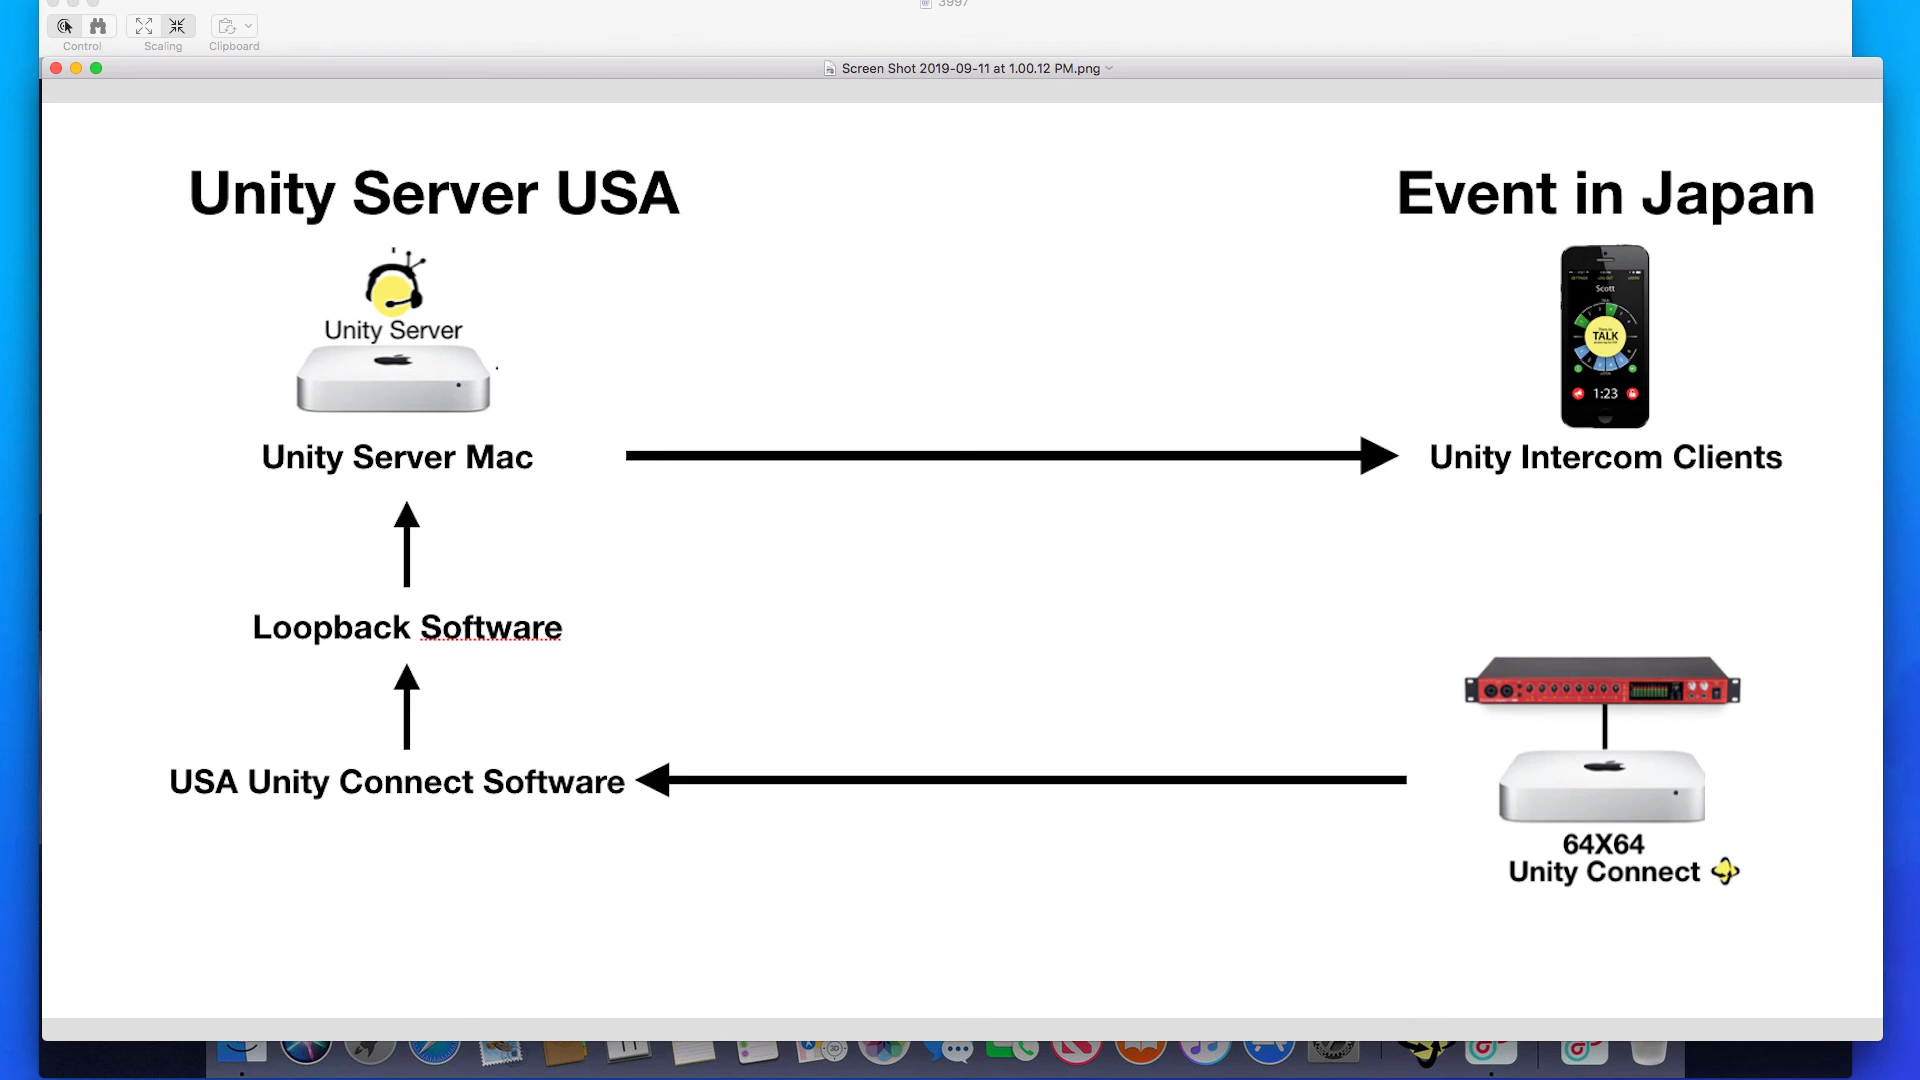 3997
Control
Scaling
Clipboard
Screen Shot 2019-09-11 at 1.00.12 PM.png
Unity Server USA
Event in Japan
Unity Server
Scott
TALK
1:23
Unity Server Mac
Unity Intercom Clients
Loopback Software
USA Unity Connect Software
64X64
Unity Connect